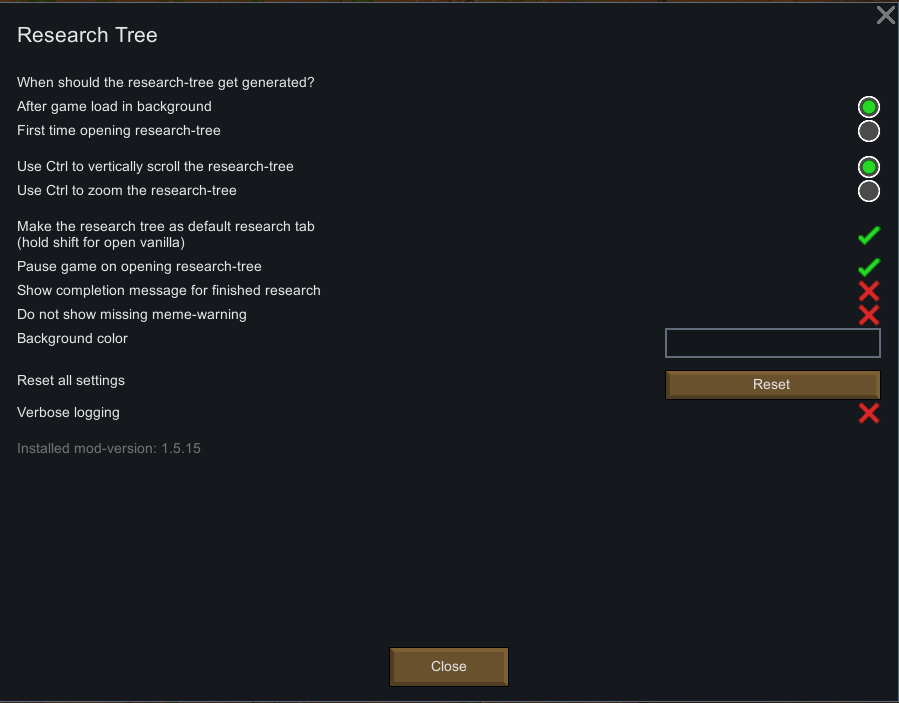 Research Tree
When should the research-tree get generated?
After game load in background
First time opening research-tree
Use Ctrl to vertically scroll the research-tree
Use Ctrl to zoom the research-tree
Make the research tree as default research tab
(hold shift for open vanilla)
Pause game on opening research-tree
Show completion message for finished research
Do not show missing meme-warning
Background color
Reset all settings
Reset
Verbose logging
Installed mod-version: 1.5.15
Close